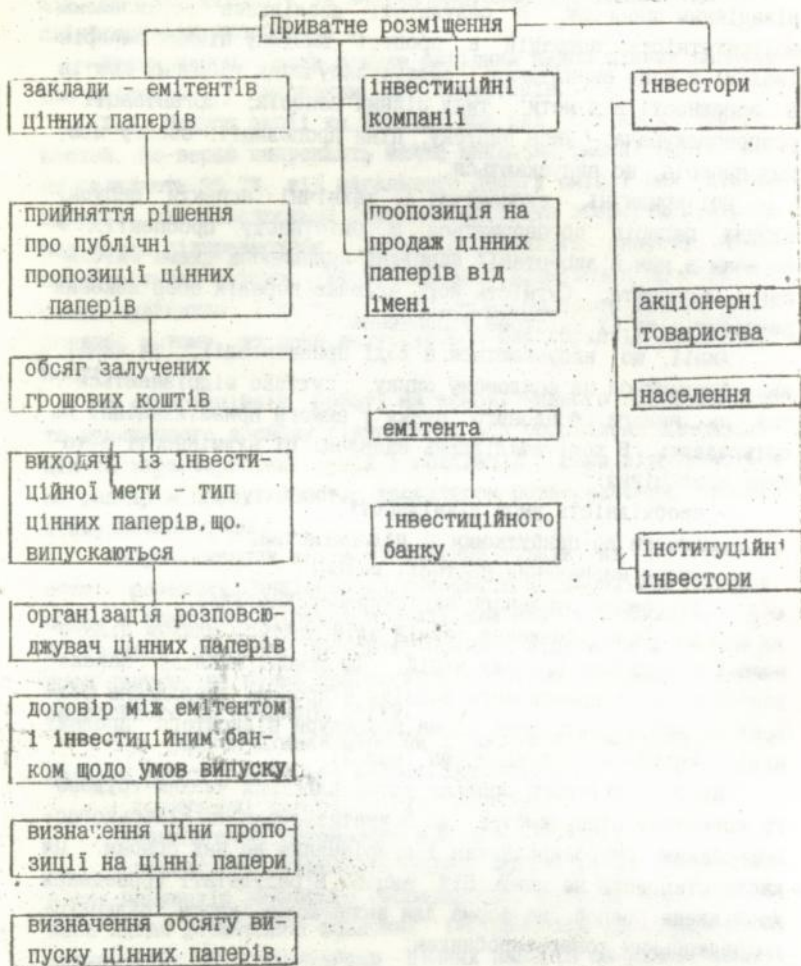 Приватне розміщення
заклади - емітентів
цінних паперів
прийняття рішення
про публічні
пропозиції цінних
паперів
обсяг залучених
грошових коштів
виходячі із інвести-
ційної мети - тип
цінних паперів, що.
випускаються
організація розповсю-
джувач цінних паперів
договір між емітентом
і інвестиційним бан-
ком щодо умов випуску
визначення ціни пропо-
зиції на цінні папери
визначення обсягу ви-
пуску цінних паперів.
інвестиційні
компанії
пропозиція на
продаж цінних
паперів від
імені
емітента
інвестиційного
банку
інвестори
акціонерні
товариства
населення
інституційні
інвестори